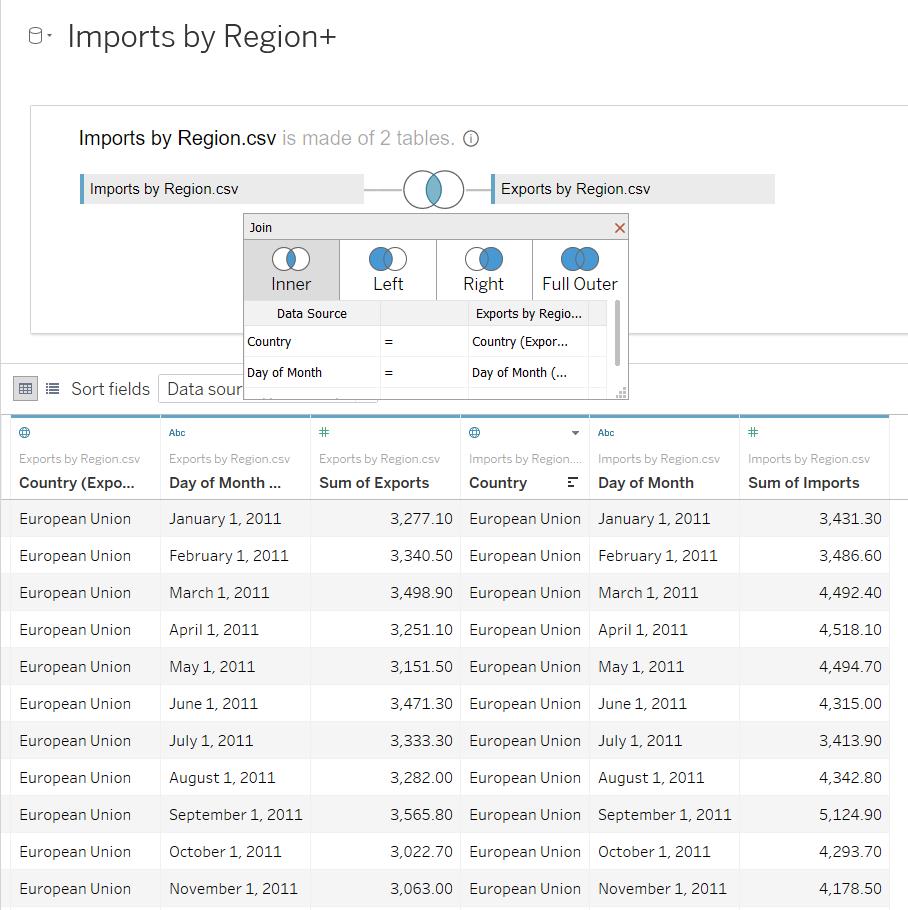 Imports by Region+
Imports by Region.csv is made of 2 tables.
Imports by Region.csv Exports by Region.csv
Join
Inner Left Right Full Outer
Data Source Exports by Regio...
Country = Country (Expor...
Day of Month = Day of Month (...
Sort fields Data sour
Abc Abc
Exports by Region.csv Exports by Region.csv Exports by Region.csv Imports by Region.... Imports by Region.csv Imports by Region.csv
Country (Expo... Day of Month ... Sum of Exports Country Day of Month Sum of Imports
European Union January 1, 2011 3,277.10 European Union January 1, 2011 3,431.30
European Union February 1, 2011 3,340.50 European Union February 1, 2011 3,486.60
European Union March 1, 2011 3,498.90 European Union March 1, 2011 4,492.40
European Union April 1, 2011 3,251.10 European Union April 1, 2011 4,518.10
European Union May 1, 2011 3,151.50 European Union May 1, 2011 4,494.70
European Union June 1, 2011 3,471.30 European Union June 1, 2011 4,315.00
European Union July 1, 2011 3,333.30 European Union July 1, 2011 3,413.90
European Union August 1, 2011 3,282.00 European Union August 1, 2011 4,342.80
European Union September 1, 2011 3,565.80 European Union September 1, 2011 5,124.90
European Union October 1, 2011 3,022.70 European Union October 1, 2011 4,293.70
European Union November 1, 2011 3,063.00 European Union November 1, 2011 4,178.50